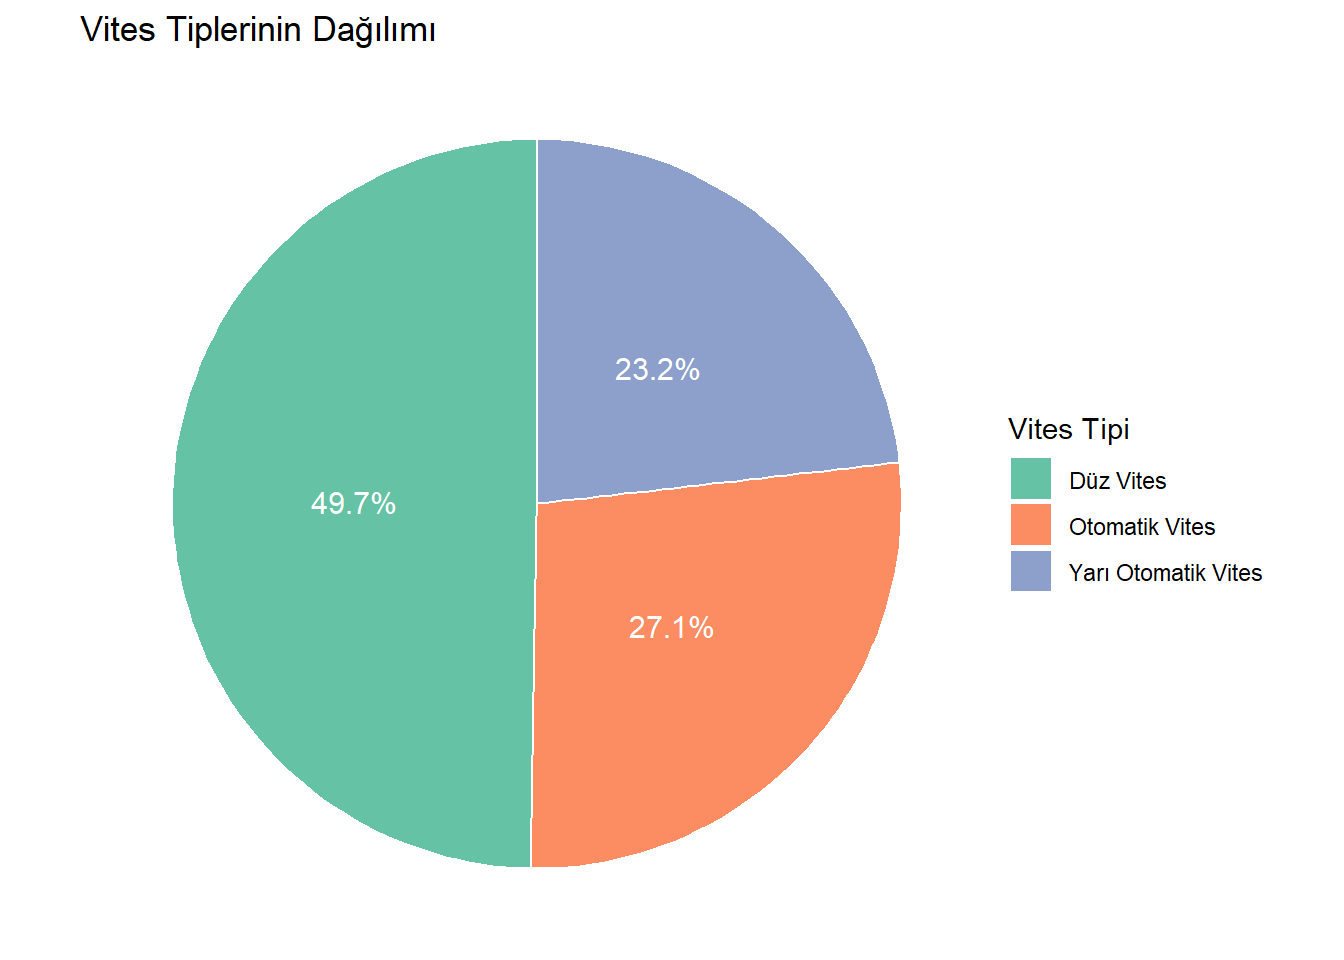 Vites Tiplerinin Dağılımı
23.2%
49.7%
27.1%
Vites Tipi
Düz Vites
Otomatik Vites
Yarı Otomatik Vites